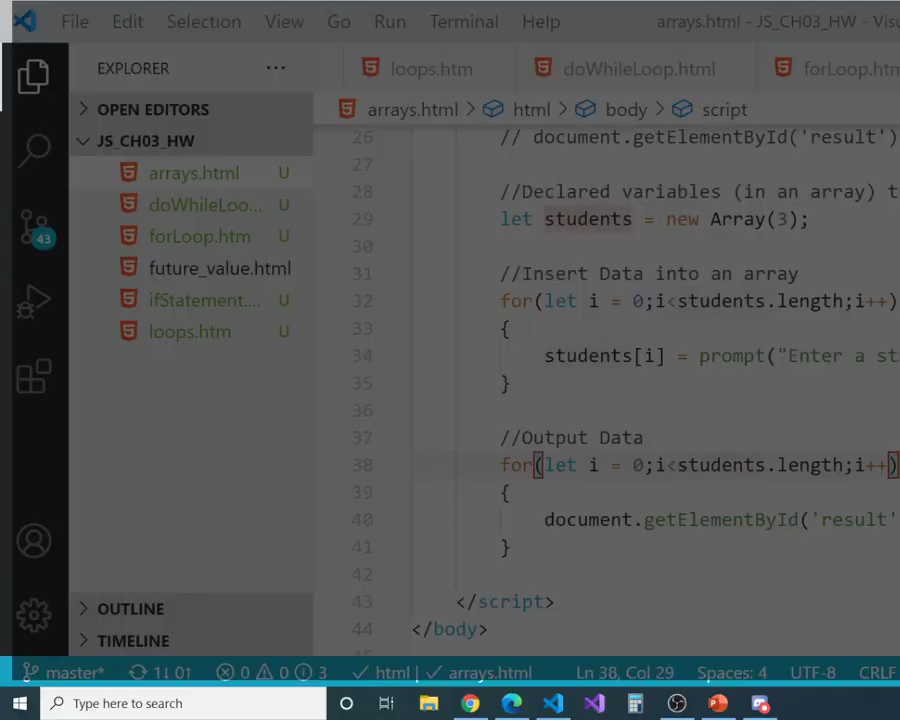 File Edit Selection View Go Run Terminal Help arrays.html - JS_CH03_HW - Visu
EXPLORER ... loops.htm doWhileLoop.html forLoop.htm
OPEN EDITORS
arrays.html > html > body > script
JS_CH03_HW
arrays.html U
doWhileLoo... U
forLoop.htm U
future_value.html
ifStatement.... U
loops.htm U
43
OUTLINE
TIMELINE
26 // document.getElementById('result')
27
28 //Declared variables (in an array) t
29 let students = new Array(3);
30
31 //Insert Data into an array
32 for(let i = 0;i<students.length;i++)
33 {
34 students[i] = prompt("Enter a st
35 }
36
37 //Output Data
38 for(let i = 0;i<students.length;i++)
39 {
40 document.getElementById('result'
41 }
42
43 </script>
44 </body>
master* 1↓ 0↑ 0 0 3 html | arrays.html Ln 38, Col 29 Spaces: 4 UTF-8 CRLF
Type here to search